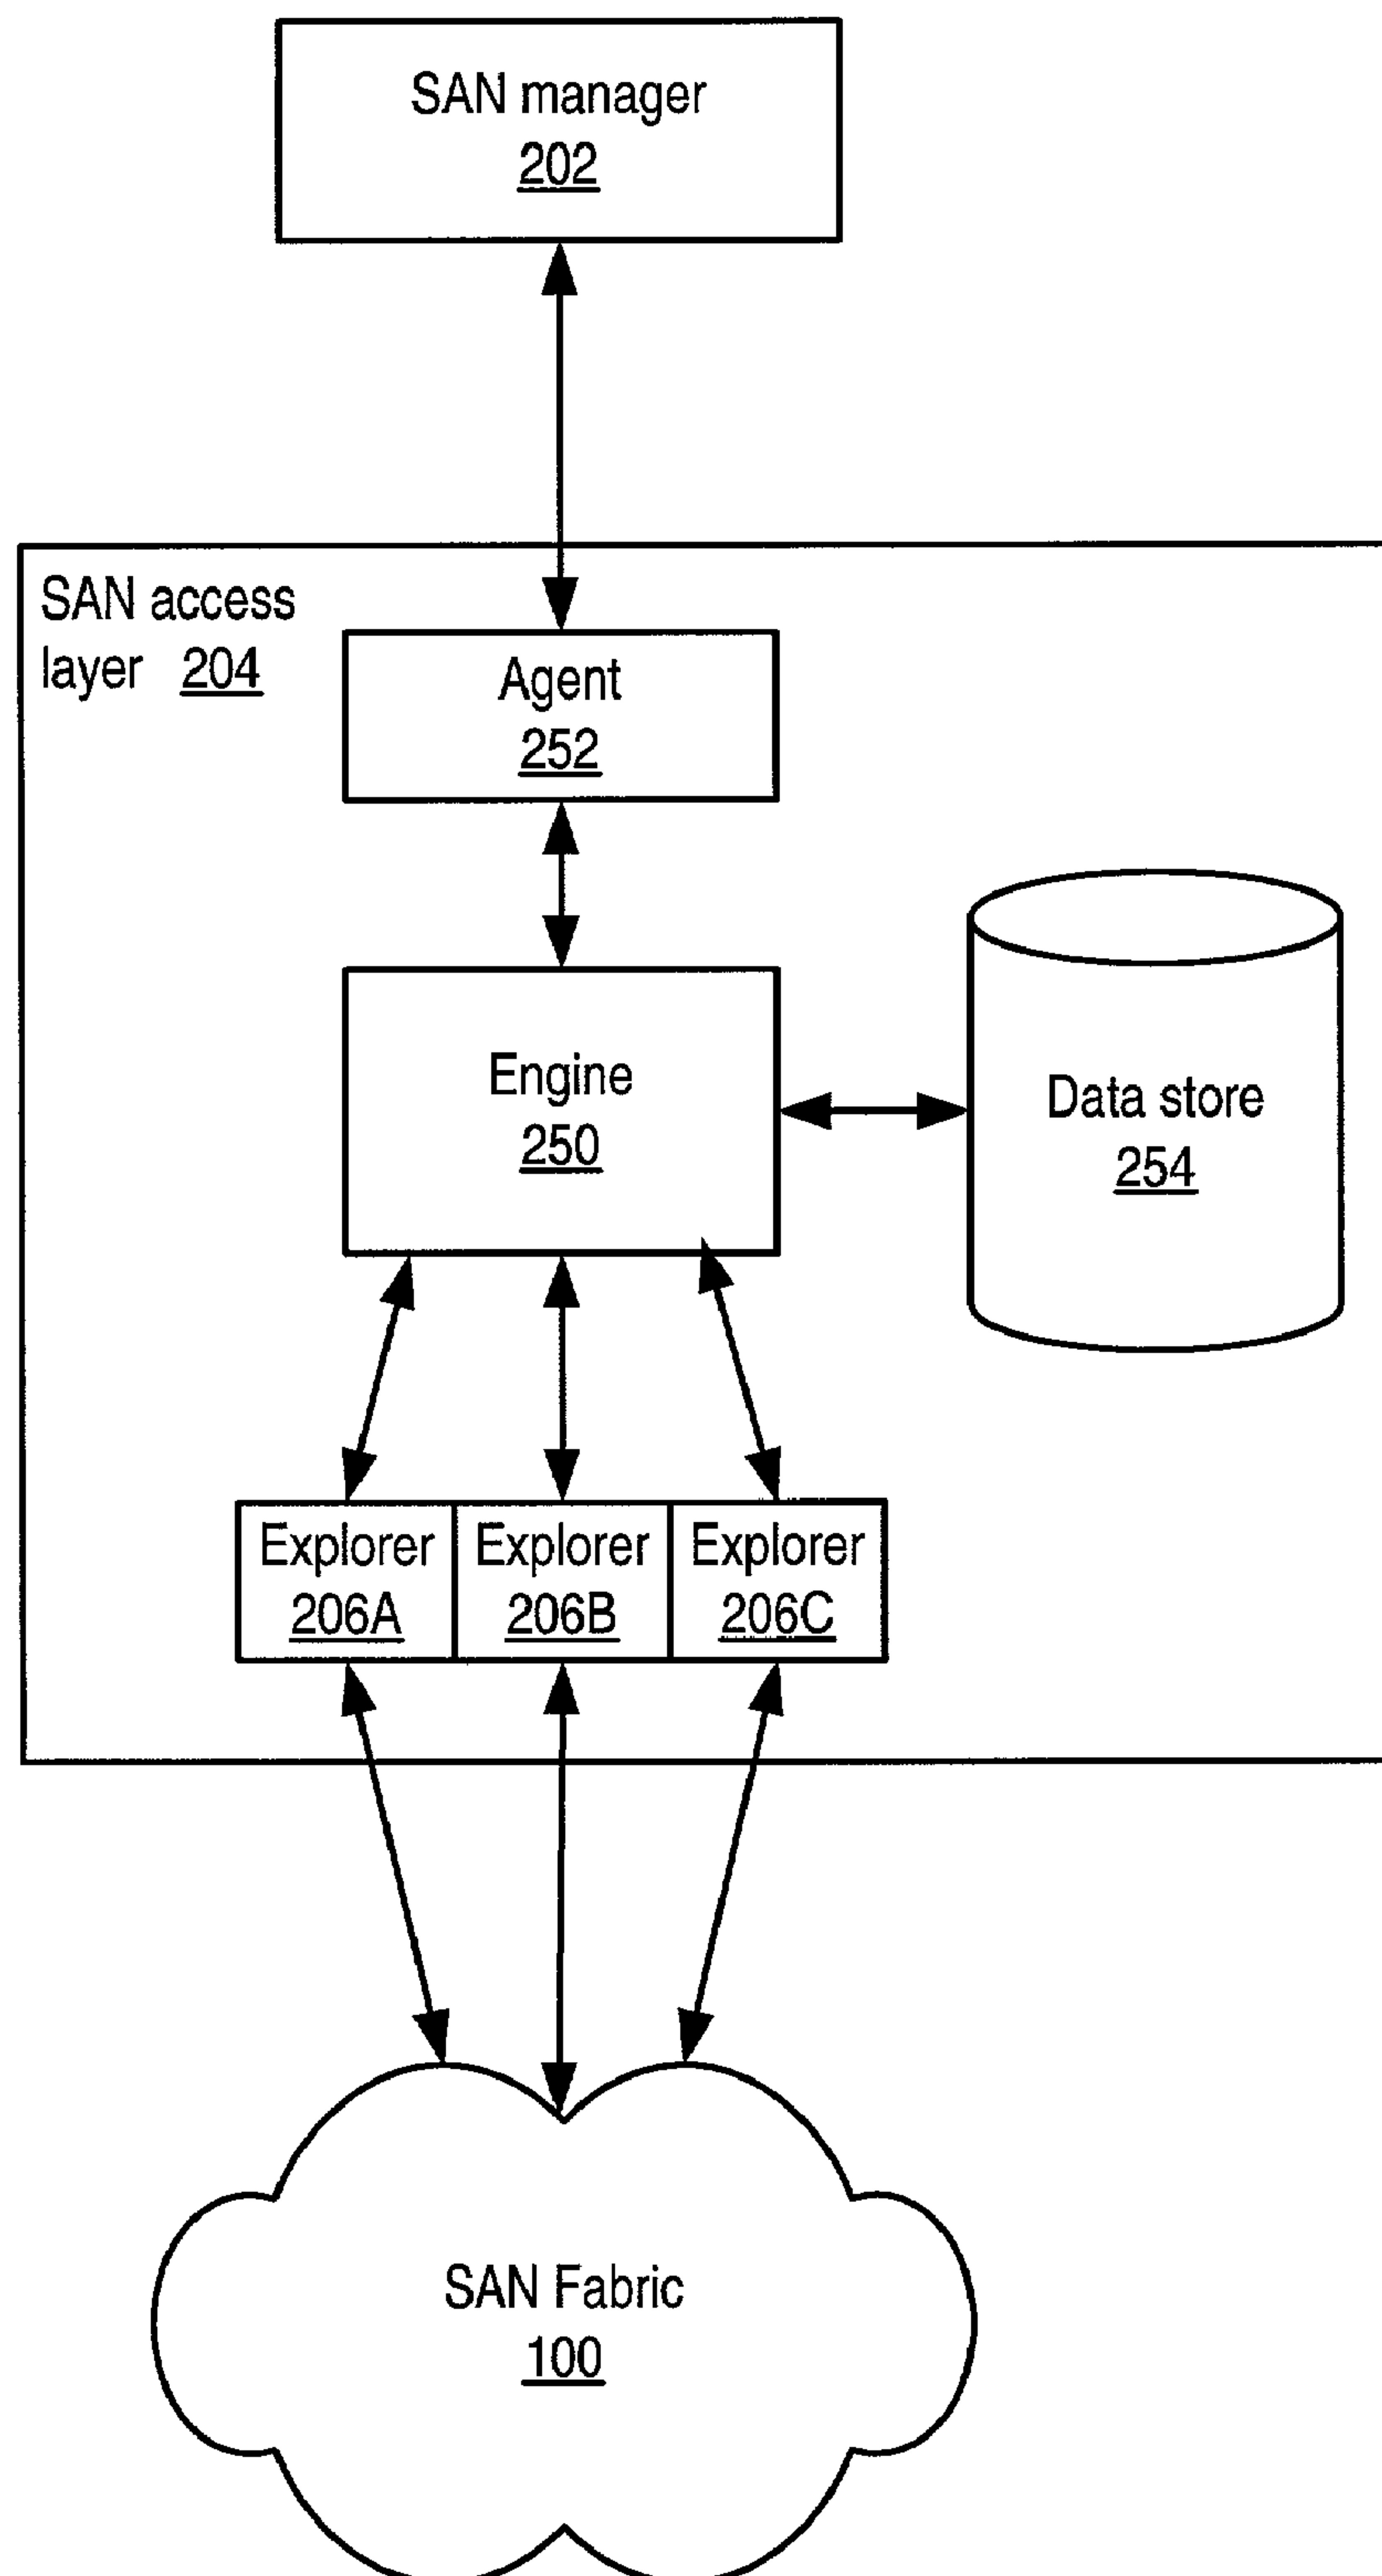 SAN manager
202
SAN access
layer 204
Agent
252
Engine
250
Data store
254
Explorer
206A
Explorer
206B
Explorer
206C
SAN Fabric
100